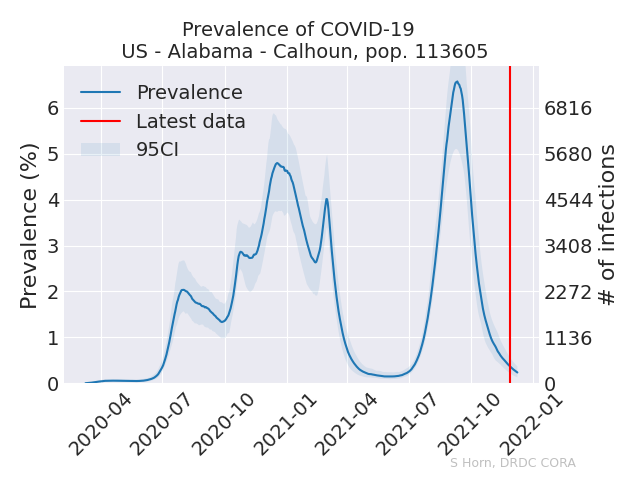 Prevalence of COVID-19
US - Alabama - Calhoun, pop. 113605
Prevalence
Latest data
95CI
Prevalence (%)
6
5
4
3
2
1
0
6816
5680
4544
3408
2272
1136
0
# of infections
2020-04
2020-07
2020-10
2021-01
2021-04
2021-07
2021-10
2022-01
S Horn, DRDC CORA